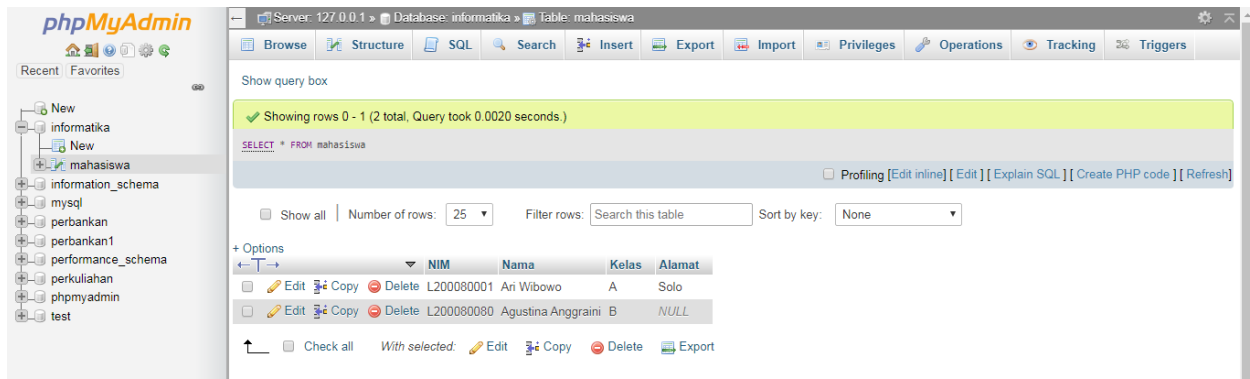 phpMyAdmin
Recent Favorites
New
informatika
New
mahasiswa
information_schema
mysql
perbankan
perbankan1
performance_schema
perkuliahan
phpmyadmin
test
Server: 127.0.0.1 » Database: informatika » Table: mahasiswa
Browse Structure SQL Search Insert Export Import Privileges Operations Tracking Triggers
Show query box
Showing rows 0 - 1 (2 total, Query took 0.0020 seconds.)
SELECT * FROM mahasiswa
Profiling [Edit inline] [ Edit ] [ Explain SQL ] [ Create PHP code ] [ Refresh]
Show all | Number of rows: 25 Filter rows: Search this table Sort by key: None
+ Options
←T→ NIM Nama Kelas Alamat
Edit Copy Delete L200080001 Ari Wibowo A Solo
Edit Copy Delete L200080080 Agustina Anggraini B NULL
Check all With selected: Edit Copy Delete Export